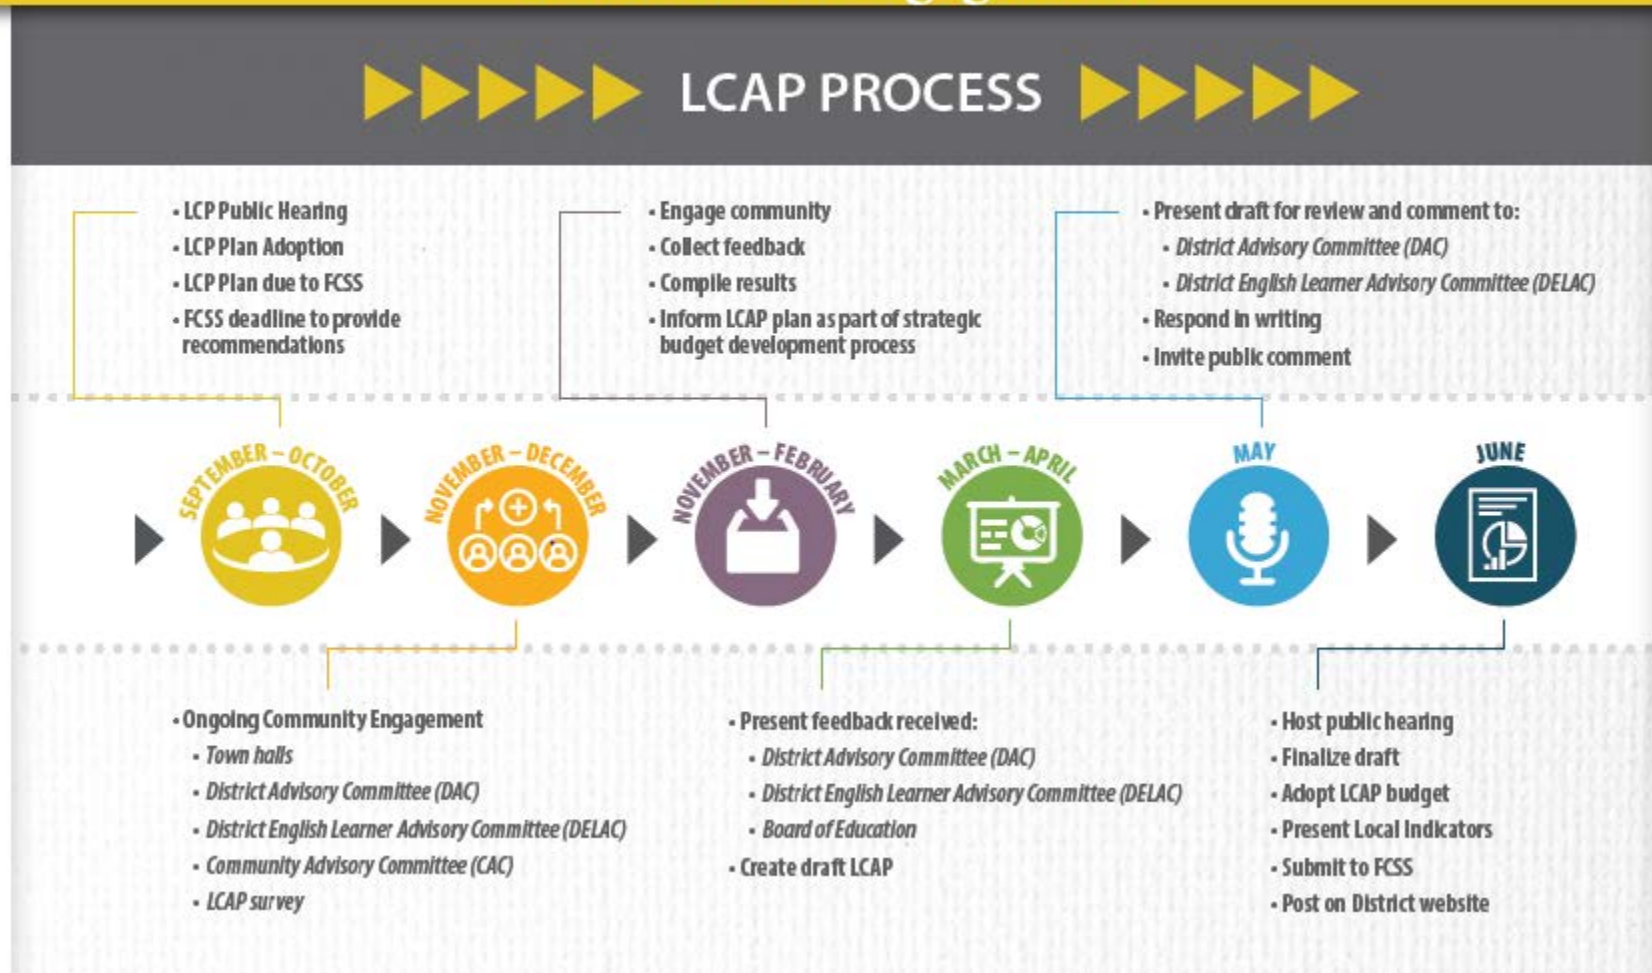 LCAP PROCESS
• LCP Public Hearing
• LCP Plan Adoption
• LCP Plan due to FCSS
• FCSS deadline to provide
recommendations
• Engage community
• Collect feedback
• Compile results
• Inform LCAP plan as part of strategic
budget development process
• Present draft for review and comment to:
• District Advisory Committee (DAC)
• District English Learner Advisory Committee (DELAC)
• Respond in writing
• Invite public comment
SEPTEMBER – OCTOBER
NOVEMBER – DECEMBER
NOVEMBER – FEBRUARY
MARCH – APRIL
MAY
JUNE
• Ongoing Community Engagement
• Town halls
• District Advisory Committee (DAC)
• District English Learner Advisory Committee (DELAC)
• Community Advisory Committee (CAC)
• LCAP survey
• Present feedback received:
• District Advisory Committee (DAC)
• District English Learner Advisory Committee (DELAC)
• Board of Education
• Create draft LCAP
• Host public hearing
• Finalize draft
• Adopt LCAP budget
• Present Local Indicators
• Submit to FCSS
• Post on District website